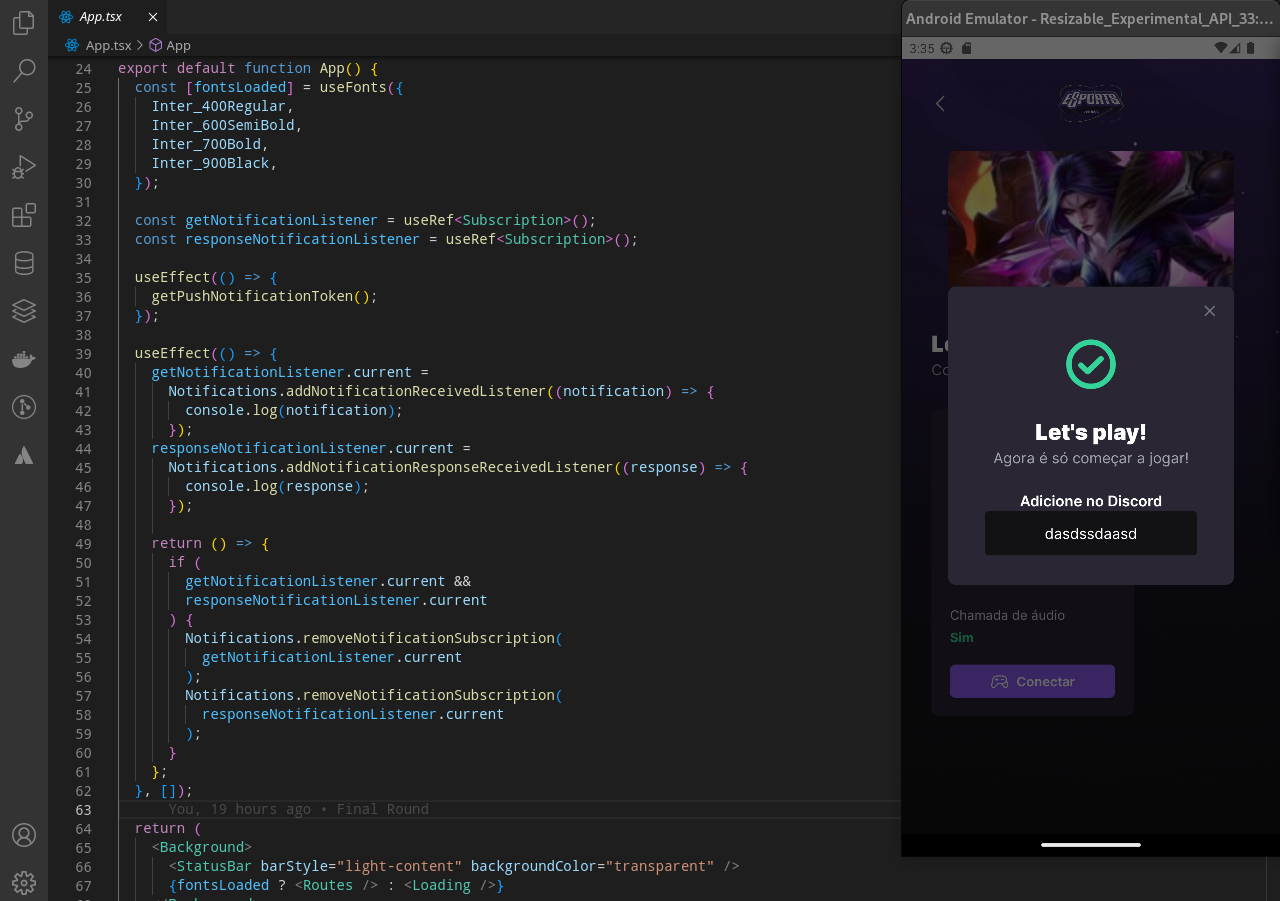 App.tsx
App.tsx > App
24 export default function App() {
25 const [fontsLoaded] = useFonts({
26 Inter_400Regular,
27 Inter_600SemiBold,
28 Inter_700Bold,
29 Inter_900Black,
30 });
31
32 const getNotificationListener = useRef<Subscription>();
33 const responseNotificationListener = useRef<Subscription>();
34
35 useEffect(() => {
36 getPushNotificationToken();
37 });
38
39 useEffect(() => {
40 getNotificationListener.current =
41 Notifications.addNotificationReceivedListener((notification) => {
42 console.log(notification);
43 });
44 responseNotificationListener.current =
45 Notifications.addNotificationResponseReceivedListener((response) => {
46 console.log(response);
47 });
48
49 return () => {
50 if (
51 getNotificationListener.current &&
52 responseNotificationListener.current
53 ) {
54 Notifications.removeNotificationSubscription(
55 getNotificationListener.current
56 );
57 Notifications.removeNotificationSubscription(
58 responseNotificationListener.current
59 );
60 }
61 };
62 }, []);
63 You, 19 hours ago • Final Round
64 return (
65 <Background>
66 <StatusBar barStyle="light-content" backgroundColor="transparent" />
67 {fontsLoaded ? <Routes /> : <Loading />}
Android Emulator - Resizable_Experimental_API_33:...
3:35
ESPORTS
Let's play!
Agora é só começar a jogar!
Adicione no Discord
dasdssdaasd
Chamada de áudio
Sim
Conectar